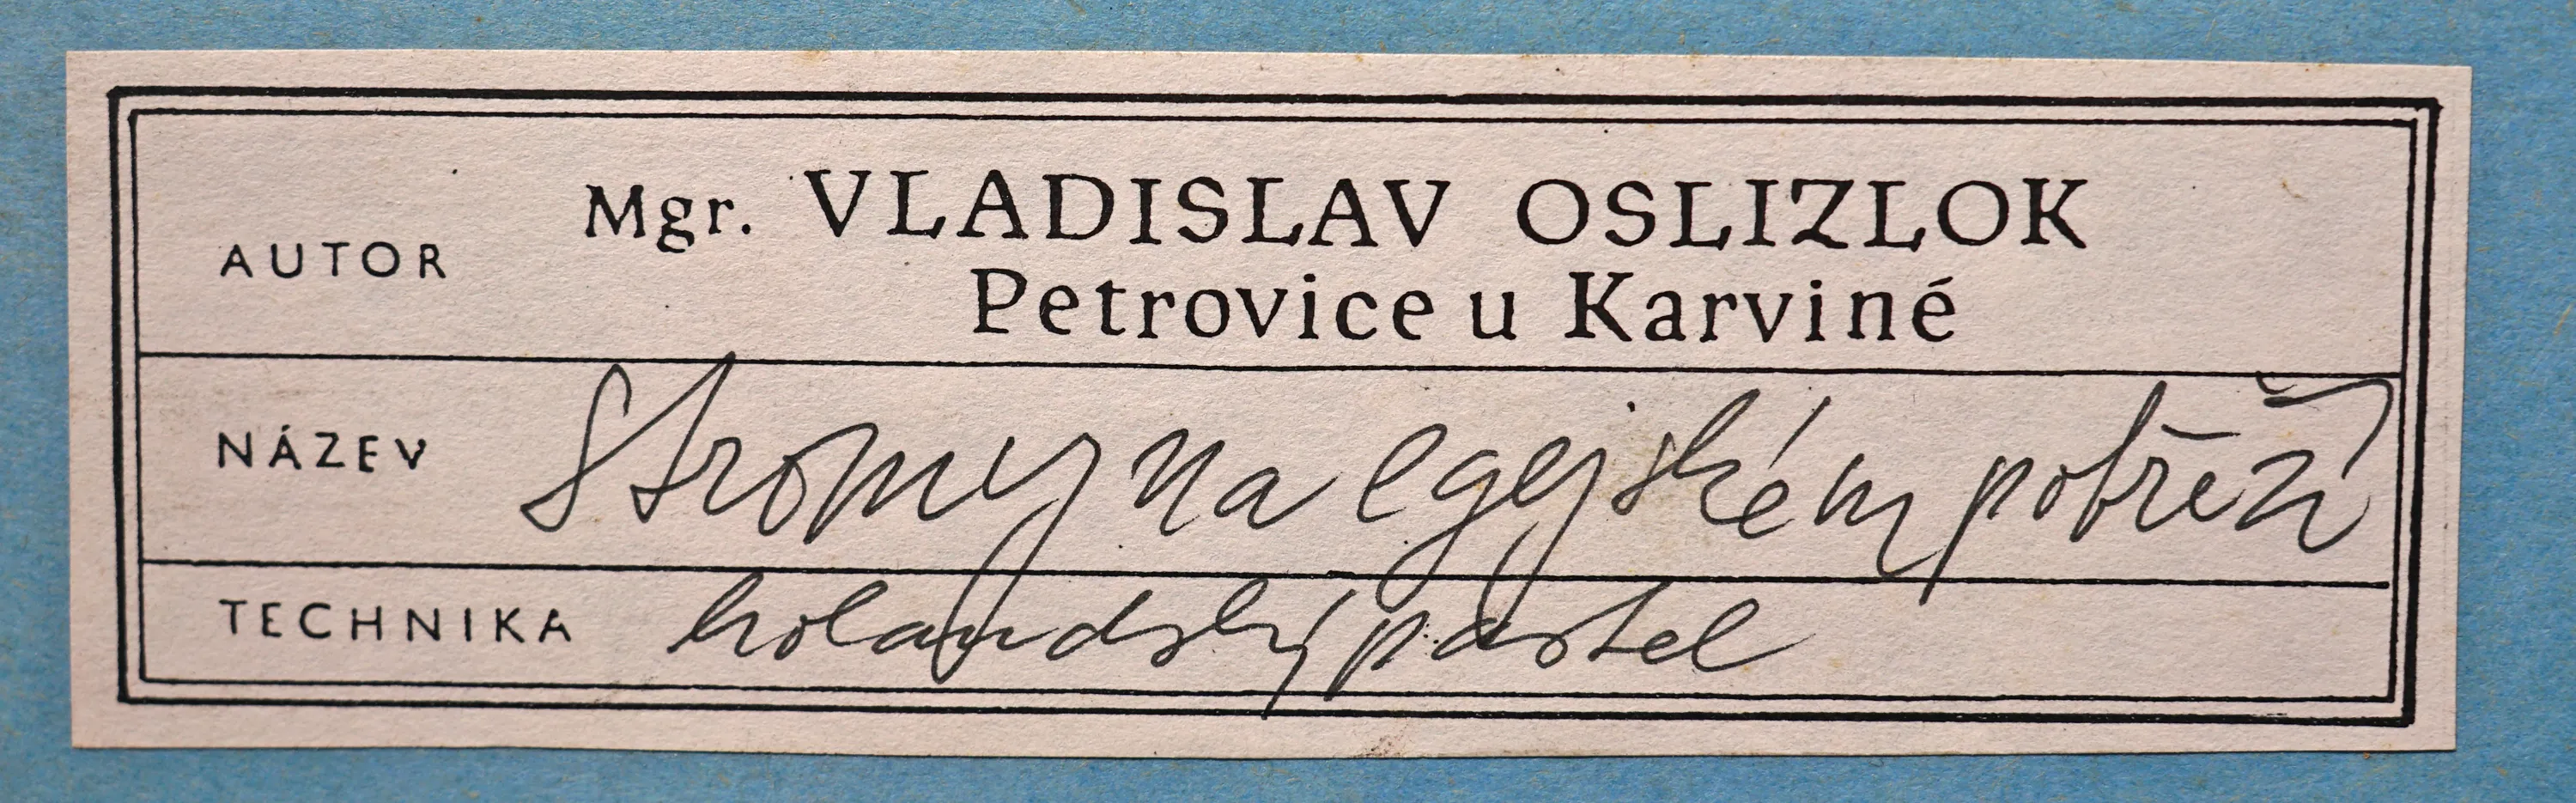 Mgr. VLADISLAV OSLIZLOK
AUTOR
Petrovice u Karviné
NÁZEV Stromy na egejském pobřeží
TECHNIKA holandský pastel